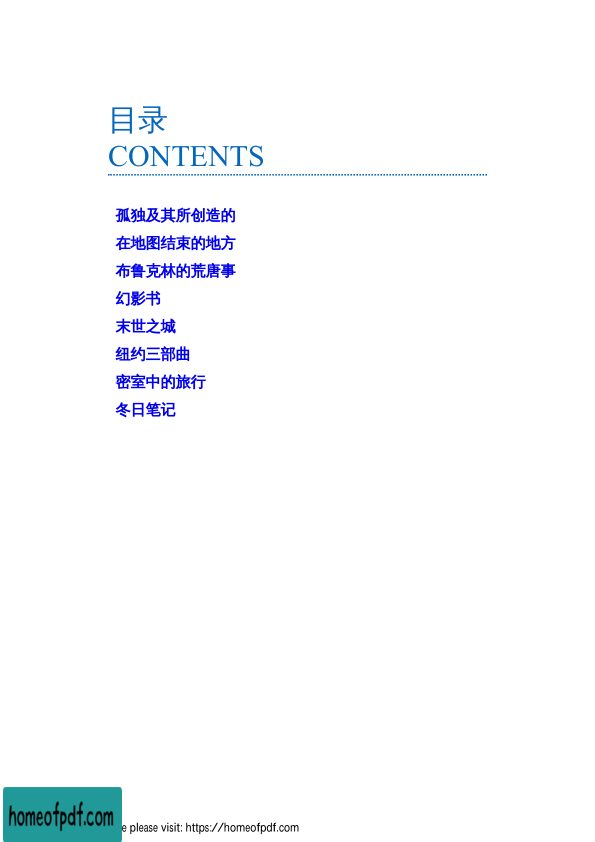 目录
CONTENTS
孤独及其所创造的
在地图结束的地方
布鲁克林的荒唐事
幻影书
末世之城
纽约三部曲
密室中的旅行
冬日笔记
homeofpdf.com
e please visit: https://homeofpdf.com